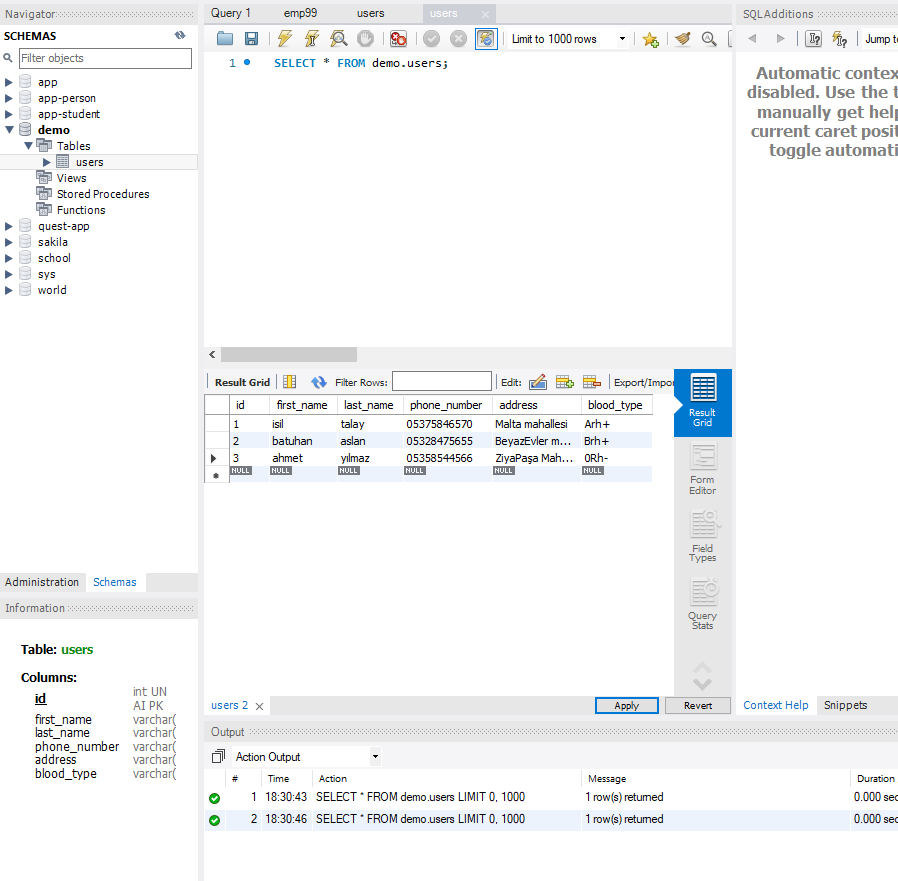 Navigator
SCHEMAS
Filter objects
app
app-person
app-student
demo
Tables
users
Views
Stored Procedures
Functions
quest-app
sakila
school
sys
world
Administration Schemas
Information
Table: users
Columns:
id int UN AI PK
first_name varchar(
last_name varchar(
phone_number varchar(
address varchar(
blood_type varchar(
Query 1 emp99 users users
Limit to 1000 rows
1 SELECT * FROM demo.users;
Result Grid Filter Rows: Edit: Export/Impor
id first_name last_name phone_number address blood_type
1 isil talay 05375846570 Malta mahallesi Arh+
2 batuhan aslan 05328475655 BeyazEvler m... Brh+
3 ahmet yılmaz 05358544566 ZiyaPaşa Mah... 0Rh-
NULL NULL NULL NULL NULL NULL
Result Grid
Form Editor
Field Types
Query Stats
users 2 Apply Revert
SQLAdditions
Jump to
Automatic contex
disabled. Use the t
manually get help
current caret posit
toggle automati
Context Help Snippets
Output
Action Output
# Time Action Message Duration
1 18:30:43 SELECT * FROM demo.users LIMIT 0, 1000 1 row(s) returned 0.000 sec
2 18:30:46 SELECT * FROM demo.users LIMIT 0, 1000 1 row(s) returned 0.000 sec